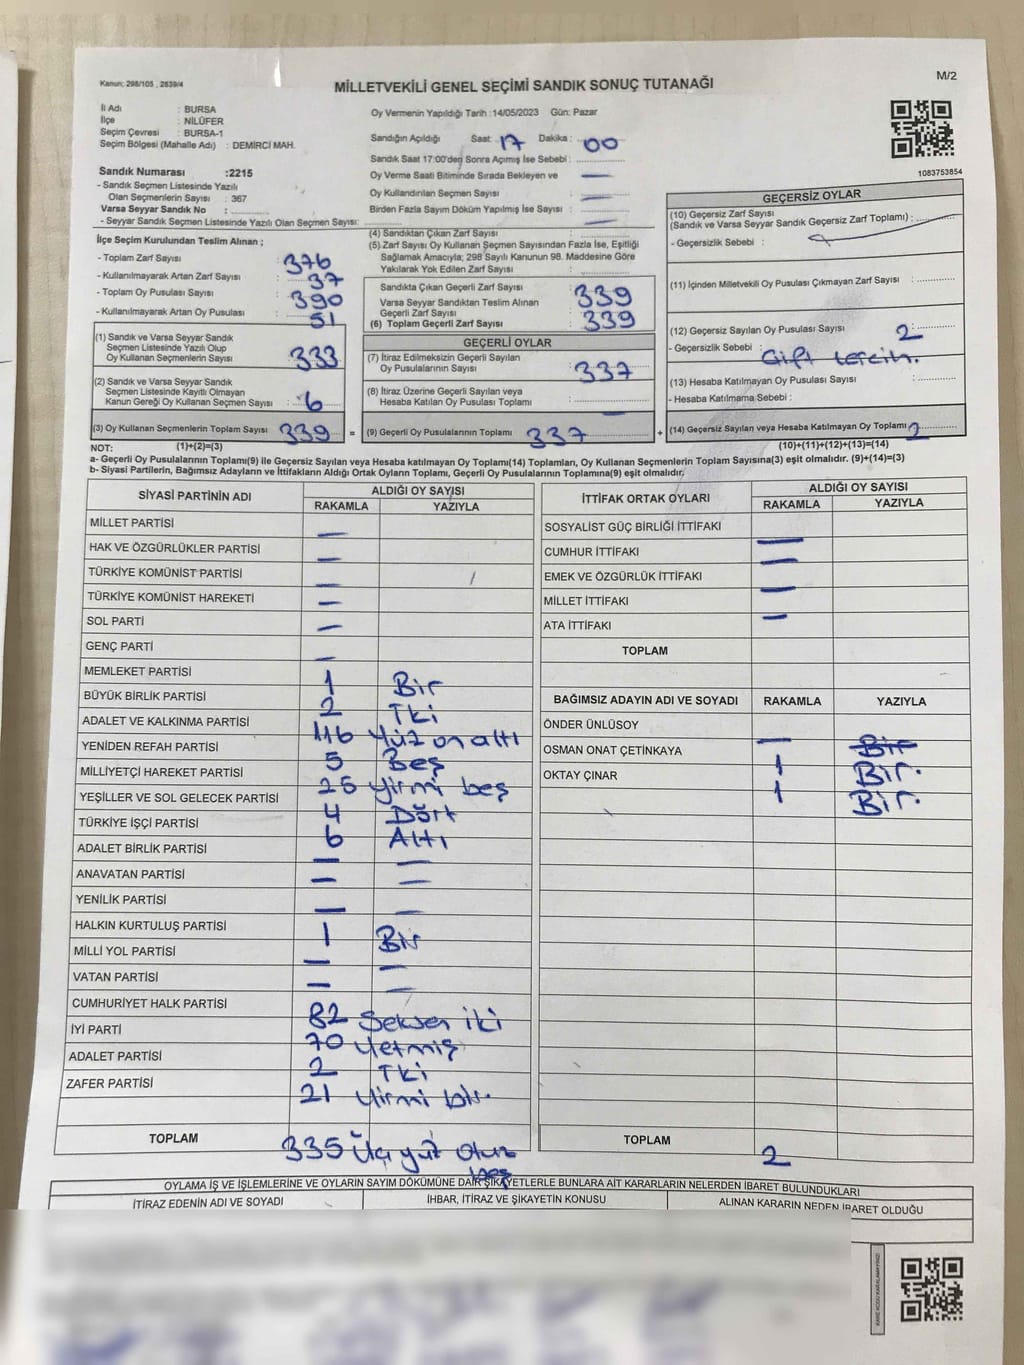 Kanun: 298/105 , 2839/4
MİLLETVEKİLİ GENEL SEÇİMİ SANDIK SONUÇ TUTANAĞI
M/2
İl Adı : BURSA
İlçe : NİLÜFER
Seçim Çevresi : BURSA-1
Seçim Bölgesi (Mahalle Adı) : DEMİRCİ MAH.
Sandık Numarası :2215
- Sandık Seçmen Listesinde Yazılı
Olan Seçmenlerin Sayısı : 367
Varsa Seyyar Sandık No :
- Seyyar Sandık Seçmen Listesinde Yazılı Olan Seçmen Sayısı:
Oy Vermenin Yapıldığı Tarih :14/05/2023 Gün: Pazar
Sandığın Açıldığı Saat: 17 Dakika : 00
Sandık Saat 17:00'den Sonra Açımış İse Sebebi :
Oy Verme Saati Bitiminde Sırada Bekleyen ve —
Oy Kullandırılan Seçmen Sayısı : —
Birden Fazla Sayım Döküm Yapılmış İse Sayısı : —
1083753854
İlçe Seçim Kurulundan Teslim Alınan ;
- Toplam Zarf Sayısı : 376
- Kullanılmayarak Artan Zarf Sayısı : 37
- Toplam Oy Pusulası Sayısı : 390
- Kullanılmayarak Artan Oy Pusulası : 51
(4) Sandıktan Çıkan Zarf Sayısı :
(5) Zarf Sayısı Oy Kullanan Seçmen Sayısından Fazla İse, Eşitliği
Sağlamak Amacıyla; 298 Sayılı Kanunun 98. Maddesine Göre
Yakılarak Yok Edilen Zarf Sayısı :
Sandıkta Çıkan Geçerli Zarf Sayısı : 339
Varsa Seyyar Sandıktan Teslim Alınan
Geçerli Zarf Sayısı :
(6) Toplam Geçerli Zarf Sayısı : 339
GEÇERSİZ OYLAR
(10) Geçersiz Zarf Sayısı
(Sandık ve Varsa Seyyar Sandık Geçersiz Zarf Toplamı) :
- Geçersizlik Sebebi :
(11) İçinden Milletvekili Oy Pusulası Çıkmayan Zarf Sayısı :
(12) Geçersiz Sayılan Oy Pusulası Sayısı : 2
- Geçersizlik Sebebi : Çift tercih.
(13) Hesaba Katılmayan Oy Pusulası Sayısı :
- Hesaba Katılmama Sebebi :
(14) Geçersiz Sayılan veya Hesaba Katılmayan Oy Toplamı : 2
(10)+(11)+(12)+(13)=(14)
(1) Sandık ve Varsa Seyyar Sandık
Seçmen Listesinde Yazılı Olup
Oy Kullanan Seçmenlerin Sayısı : 333
(2) Sandık ve Varsa Seyyar Sandık
Seçmen Listesinde Kayıtlı Olmayan
Kanun Gereği Oy Kullanan Seçmen Sayısı : 6
(3) Oy Kullanan Seçmenlerin Toplam Sayısı : 339 =
(1)+(2)=(3)
GEÇERLİ OYLAR
(7) İtiraz Edilmeksizin Geçerli Sayılan
Oy Pusulalarının Sayısı : 337
(8) İtiraz Üzerine Geçerli Sayılan veya
Hesaba Katılan Oy Pusulası Toplamı : —
(9) Geçerli Oy Pusulalarının Toplamı : 337 +
NOT:
a- Geçerli Oy Pusulalarının Toplamı(9) ile Geçersiz Sayılan veya Hesaba katılmayan Oy Toplamı(14) Toplamları, Oy Kullanan Seçmenlerin Toplam Sayısına(3) eşit olmalıdır. (9)+(14)=(3)
b- Siyasi Partilerin, Bağımsız Adayların ve İttifakların Aldığı Ortak Oyların Toplamı, Geçerli Oy Pusulalarının Toplamına(9) eşit olmalıdır.
SİYASİ PARTİNİN ADI ALDIĞI OY SAYISI
RAKAMLA YAZIYLA
MİLLET PARTİSİ —
HAK VE ÖZGÜRLÜKLER PARTİSİ —
TÜRKİYE KOMÜNİST PARTİSİ —
TÜRKİYE KOMÜNİST HAREKETİ —
SOL PARTİ —
GENÇ PARTİ —
MEMLEKET PARTİSİ 1 Bir
BÜYÜK BİRLİK PARTİSİ 2 İki
ADALET VE KALKINMA PARTİSİ 116 Yüz on altı
YENİDEN REFAH PARTİSİ 5 Beş
MİLLİYETÇİ HAREKET PARTİSİ 25 Yirmi beş
YEŞİLLER VE SOL GELECEK PARTİSİ 4 Dört
TÜRKİYE İŞÇİ PARTİSİ 6 Altı
ADALET BİRLİK PARTİSİ — —
ANAVATAN PARTİSİ — —
YENİLİK PARTİSİ — —
HALKIN KURTULUŞ PARTİSİ 1 Bir
MİLLİ YOL PARTİSİ — —
VATAN PARTİSİ — —
CUMHURİYET HALK PARTİSİ 82 Seksen iki
İYİ PARTİ 70 Yetmiş
ADALET PARTİSİ 2 İki
ZAFER PARTİSİ 21 Yirmi bir.
TOPLAM 335 Üç yüz otuz
beş
İTTİFAK ORTAK OYLARI ALDIĞI OY SAYISI
RAKAMLA YAZIYLA
SOSYALİST GÜÇ BİRLİĞİ İTTİFAKI
CUMHUR İTTİFAKI —
EMEK VE ÖZGÜRLÜK İTTİFAKI —
MİLLET İTTİFAKI —
ATA İTTİFAKI —
TOPLAM
BAĞIMSIZ ADAYIN ADI VE SOYADI RAKAMLA YAZIYLA
ÖNDER ÜNLÜSOY — Bir
OSMAN ONAT ÇETİNKAYA 1 Bir.
OKTAY ÇINAR 1 Bir.
TOPLAM 2
OYLAMA İŞ VE İŞLEMLERİNE VE OYLARIN SAYIM DÖKÜMÜNE DAİR ŞİKAYETLERLE BUNLARA AİT KARARLARIN NELERDEN İBARET BULUNDUKLARI
İTİRAZ EDENİN ADI VE SOYADI İHBAR, İTİRAZ VE ŞİKAYETİN KONUSU ALINAN KARARIN NEDEN İBARET OLDUĞU